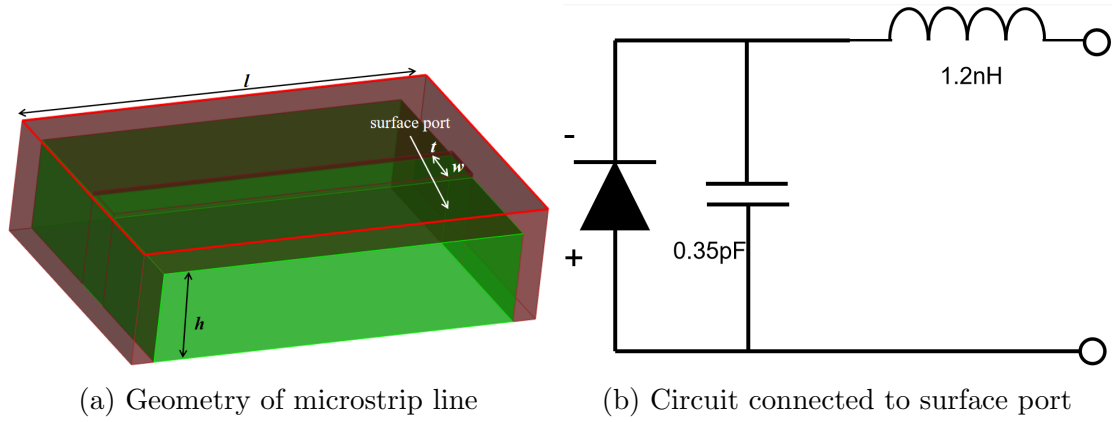 l
surface port
t
w
h
1.2nH
-
0.35pF
+
(a) Geometry of microstrip line
(b) Circuit connected to surface port